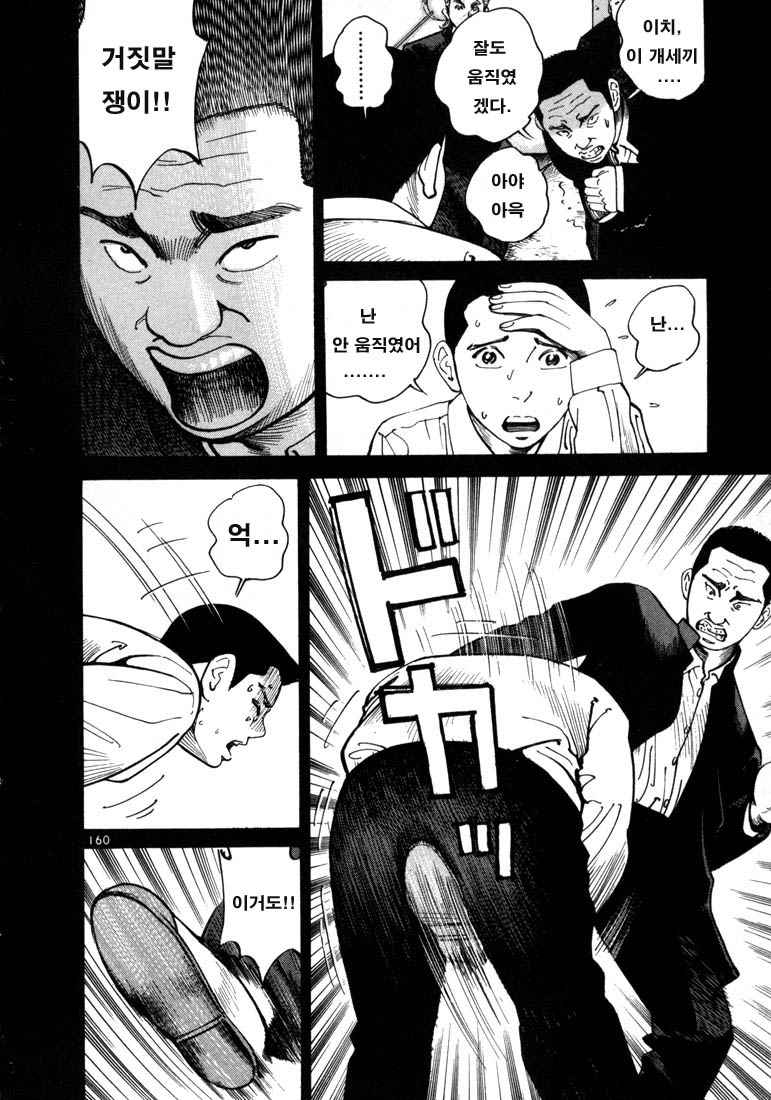 이치,
이 개세끼
....
잘도
움직였
겠다.
.........
아야
아윽
난...
난
안 움직였어
.......
거짓말
쟁이!!
ドカッ
억...
160
이거도!!